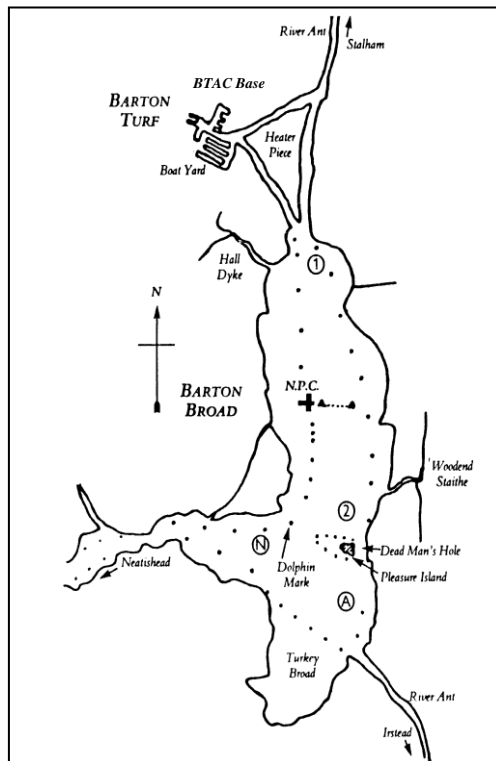 River Ant
Stalham
BTAC Base
BARTON
TURF
Heater
Piece
Boat Yard
Hall
Dyke
1
N
N.P.C.
BARTON
BROAD
Woodend
Staithe
2
N
Dead Man's Hole
Dolphin
Mark
Pleasure Island
Neatishead
A
Turkey
Broad
River Ant
Irstead